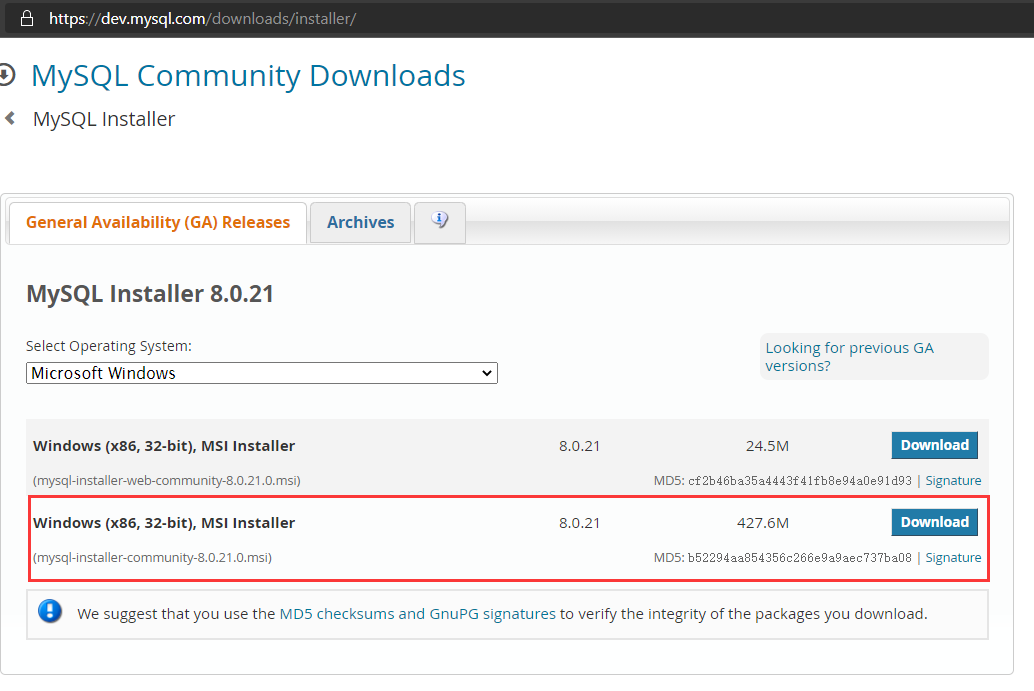 https://dev.mysql.com/downloads/installer/
MySQL Community Downloads
MySQL Installer
General Availability (GA) Releases
Archives
MySQL Installer 8.0.21
Select Operating System:
Microsoft Windows
Looking for previous GA
versions?
Windows (x86, 32-bit), MSI Installer 8.0.21 24.5M Download
(mysql-installer-web-community-8.0.21.0.msi) MD5: cf2b46ba35a4443f41fb8e94a0e91d93 | Signature
Windows (x86, 32-bit), MSI Installer 8.0.21 427.6M Download
(mysql-installer-community-8.0.21.0.msi) MD5: b52294aa854356c266e9a9aec737ba08 | Signature
We suggest that you use the MD5 checksums and GnuPG signatures to verify the integrity of the packages you download.